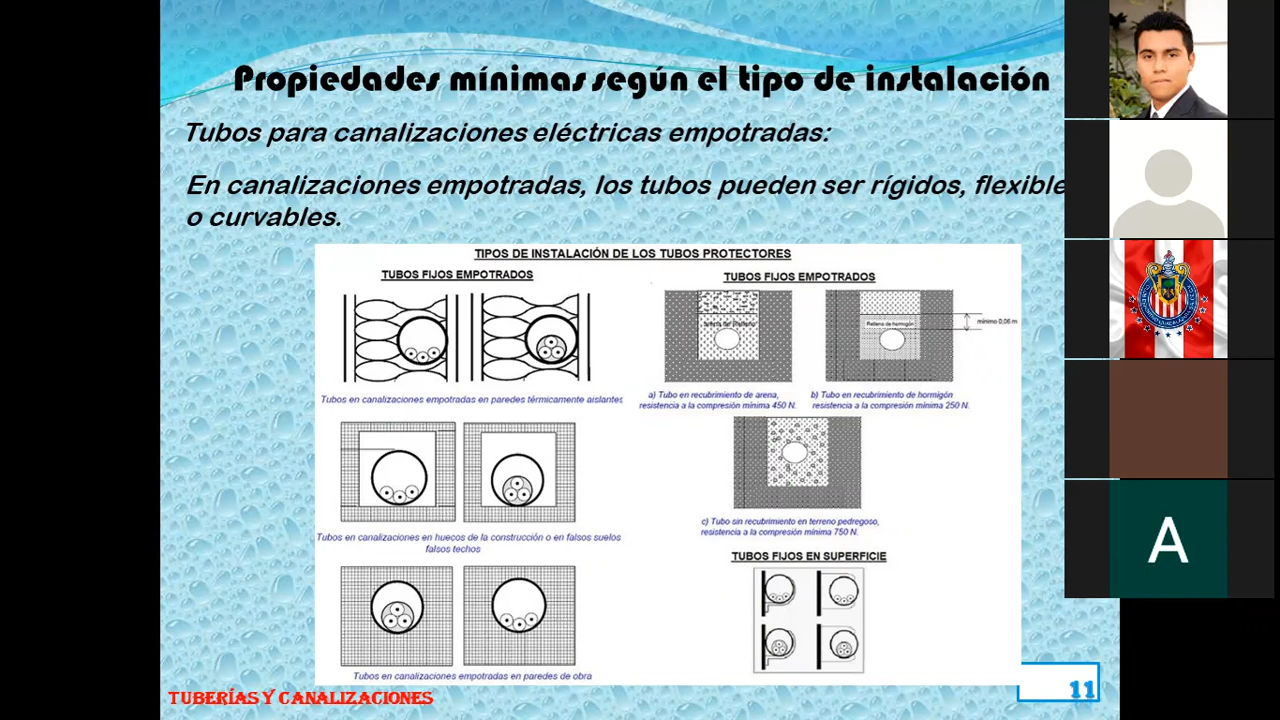 Propiedades mínimas según el tipo de instalación
Tubos para canalizaciones eléctricas empotradas:
En canalizaciones empotradas, los tubos pueden ser rígidos, flexible
o curvables.
TIPOS DE INSTALACIÓN DE LOS TUBOS PROTECTORES
TUBOS FIJOS EMPOTRADOS
Tubos en canalizaciones empotradas en paredes térmicamente aislantes
Tubos en canalizaciones en huecos de la construcción o en falsos suelos
falsos techos
Tubos en canalizaciones empotradas en paredes de obra
TUBOS FIJOS EMPOTRADOS
Relleno de hormigón
mínimo 0,06 m
a) Tubo en recubrimiento de arena,
resistencia a la compresión mínima 450 N.
b) Tubo en recubrimiento de hormigón
resistencia a la compresión mínima 250 N.
c) Tubo sin recubrimiento en terreno pedregoso,
resistencia a la compresión mínima 750 N.
TUBOS FIJOS EN SUPERFICIE
TUBERÍAS Y CANALIZACIONES
11
A